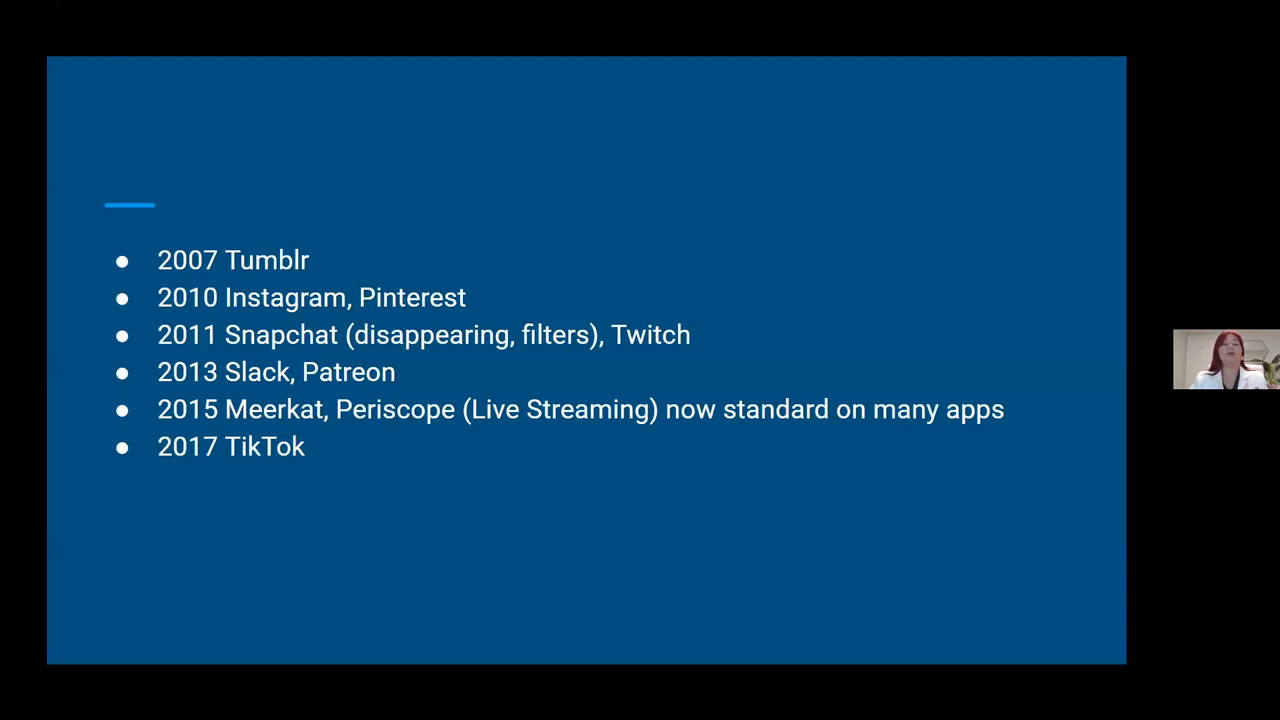 ● 2007 Tumblr
● 2010 Instagram, Pinterest
● 2011 Snapchat (disappearing, filters), Twitch
● 2013 Slack, Patreon
● 2015 Meerkat, Periscope (Live Streaming) now standard on many apps
● 2017 TikTok